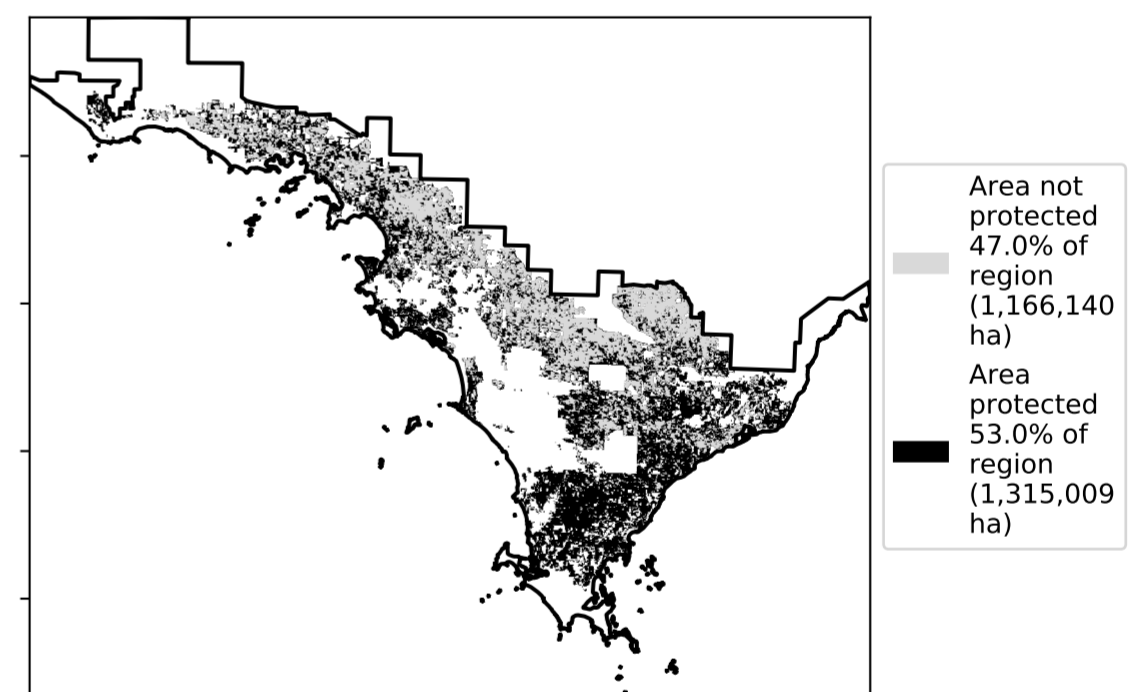 Area not
protected
47.0% of
region
(1,166,140
ha)
Area
protected
53.0% of
region
(1,315,009
ha)